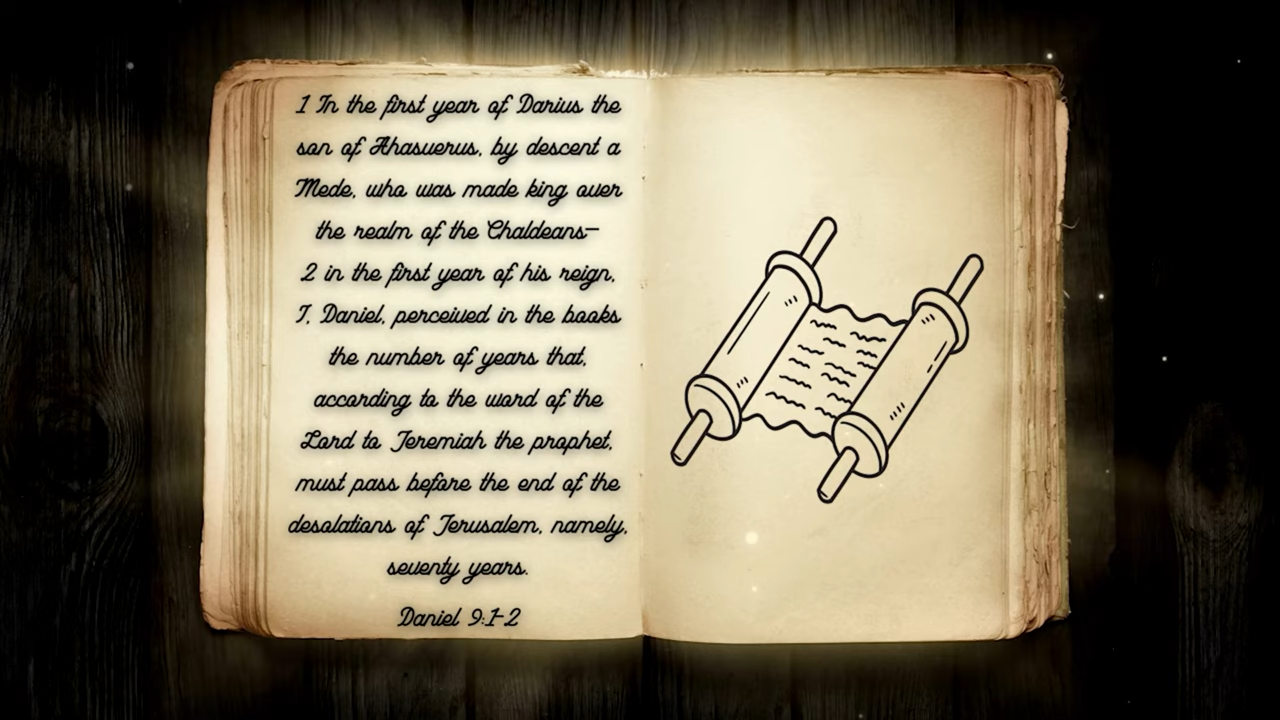 1 In the first year of Darius the
son of Ahasuerus, by descent a
Mede, who was made king over
the realm of the Chaldeans—
2 in the first year of his reign,
I, Daniel, perceived in the books
the number of years that,
according to the word of the
Lord to Jeremiah the prophet,
must pass before the end of the
desolations of Jerusalem, namely,
seventy years.
Daniel 9:1-2